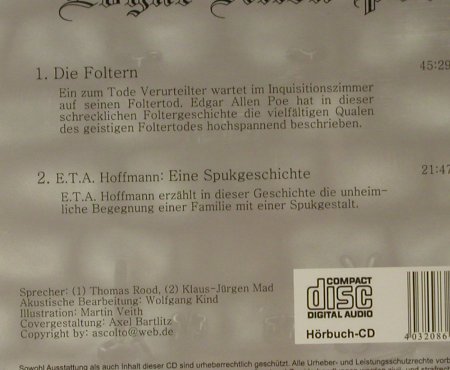 1. Die Foltern 45:29
Ein zum Tode Verurteilter wartet im Inquisitionszimmer
auf seinen Foltertod. Edgar Allen Poe hat in dieser
schrecklichen Foltergeschichte die vielfältigen Qualen
des geistigen Foltertodes hochspannend beschrieben.
2. E.T.A. Hoffmann: Eine Spukgeschichte 21:47
E.T.A. Hoffmann erzählt in dieser Geschichte die unheim-
liche Begegnung einer Familie mit einer Spukgestalt.
Sprecher: (1) Thomas Rood, (2) Klaus-Jürgen Mad
Akustische Bearbeitung: Wolfgang Kind
Illustration: Martin Veith
Covergestaltung: Axel Bartlitz
Copyright by: ascolto@web.de
COMPACT
disc
DIGITAL AUDIO
Hörbuch-CD
4 032086
Sowohl Ausstattung als auch Inhalt dieser CD sind urheberrechtlich geschützt. Alle Urheber- und Leistungsschutzrechte